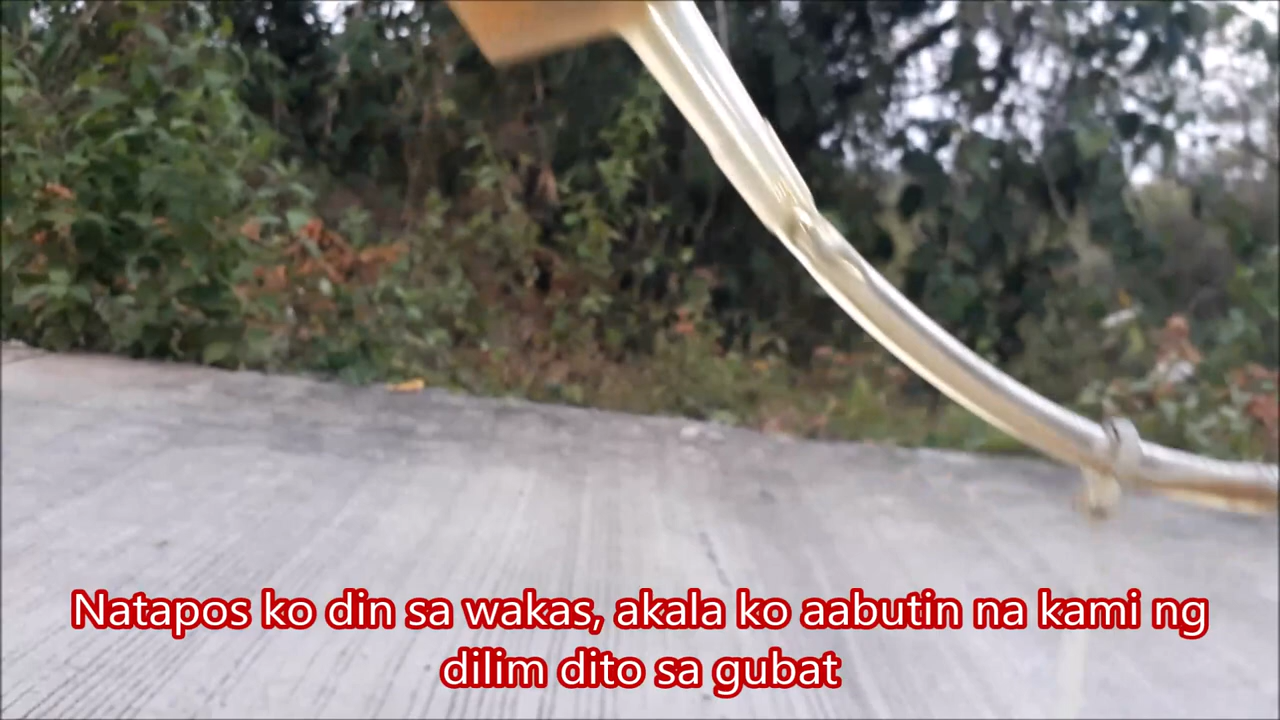 Natapos ko din sa wakas, akala ko aabutin na kami ng
dilim dito sa gubat